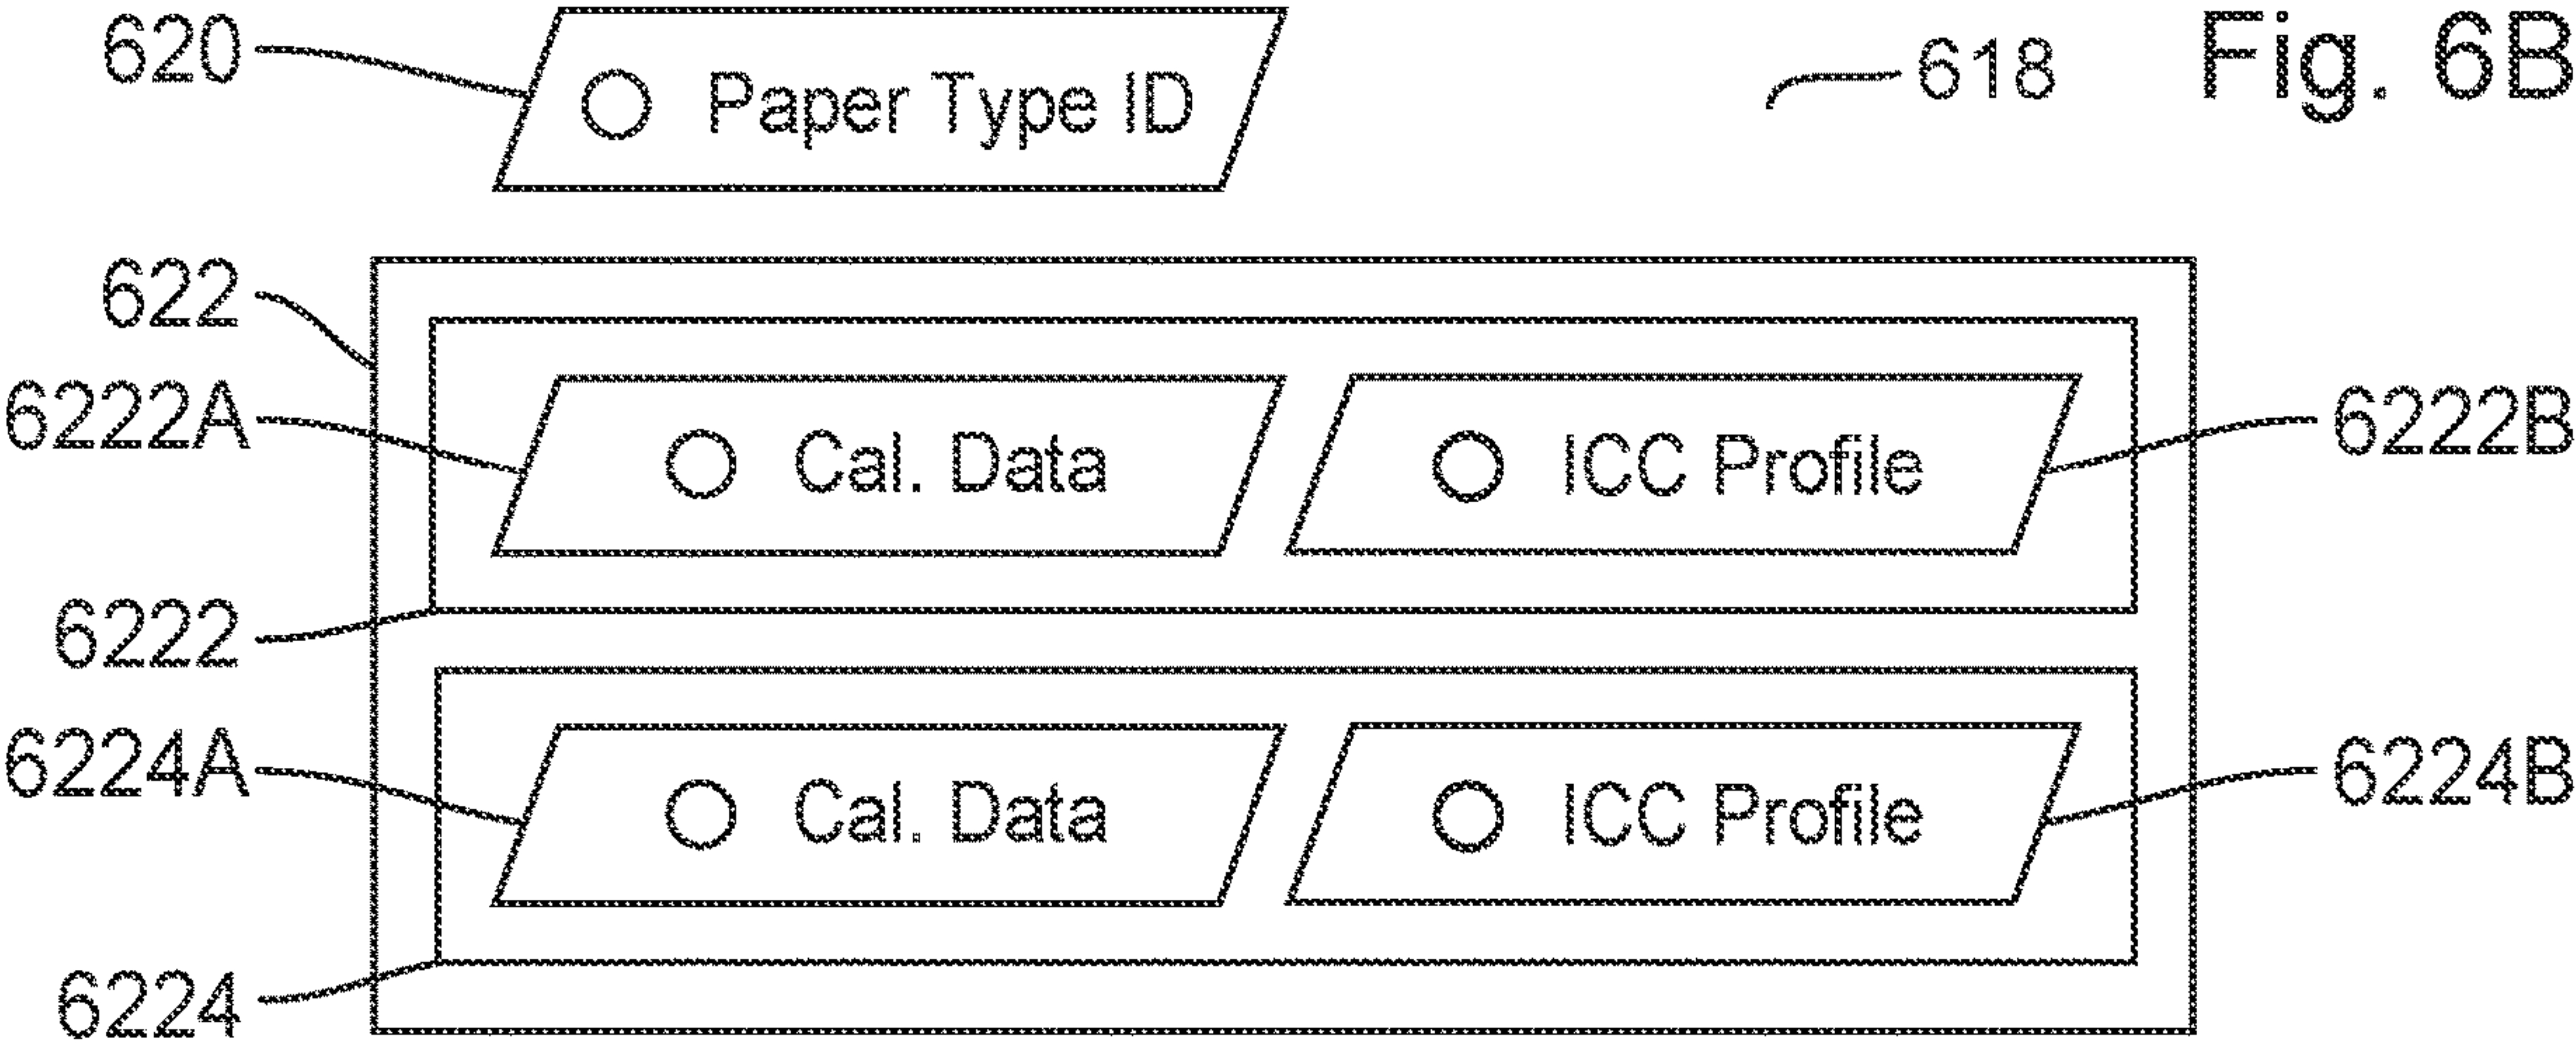 620 Paper Type ID 618 Fig. 6B
622
6222A Cal. Data ICC Profile 6222B
6222
6224A Cal. Data ICC Profile 6224B
6224